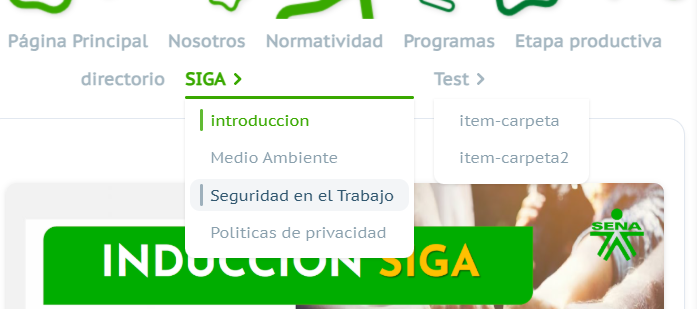 Página Principal Nosotros Normatividad Programas Etapa productiva
directorio SIGA > Test >
introduccion
Medio Ambiente
Seguridad en el Trabajo
Politicas de privacidad
item-carpeta
item-carpeta2
INDUCCIÓN SIGA
SENA